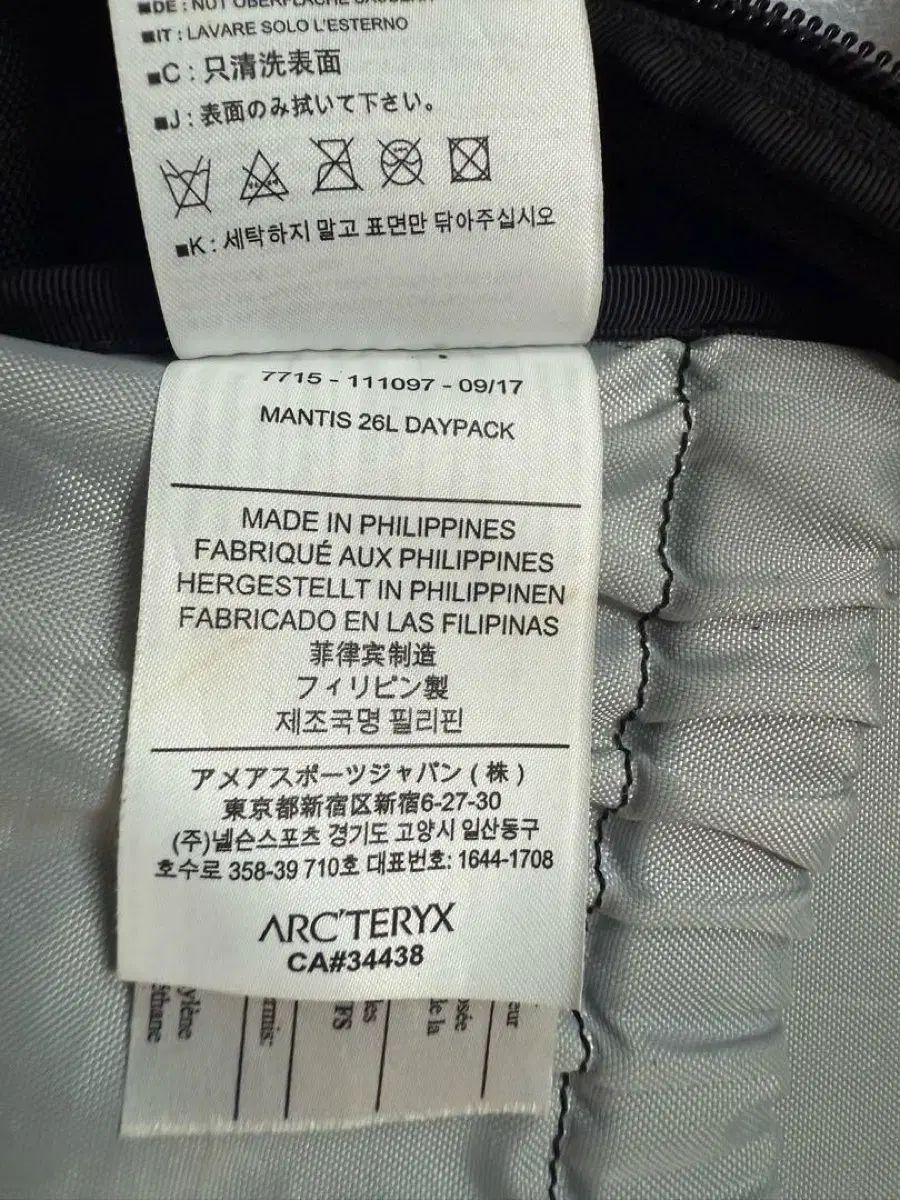 ■DE : NUT OBERFLÄCHE
■IT : LAVARE SOLO L'ESTERNO
■C : 只清洗表面
■J : 表面のみ拭いて下さい。
■K : 세탁하지 말고 표면만 닦아주십시오
7715 - 111097 - 09/17
MANTIS 26L DAYPACK
MADE IN PHILIPPINES
FABRIQUÉ AUX PHILIPPINES
HERGESTELLT IN PHILIPPINEN
FABRICADO EN LAS FILIPINAS
菲律宾制造
フィリピン製
제조국명 필리핀
アメアスポーツジャパン ( 株 )
東京都新宿区新宿6-27-30
(주)넬슨스포츠 경기도 고양시 일산동구
호수로 358-39 710호 대표번호: 1644-1708
ARC'TERYX
CA#34438